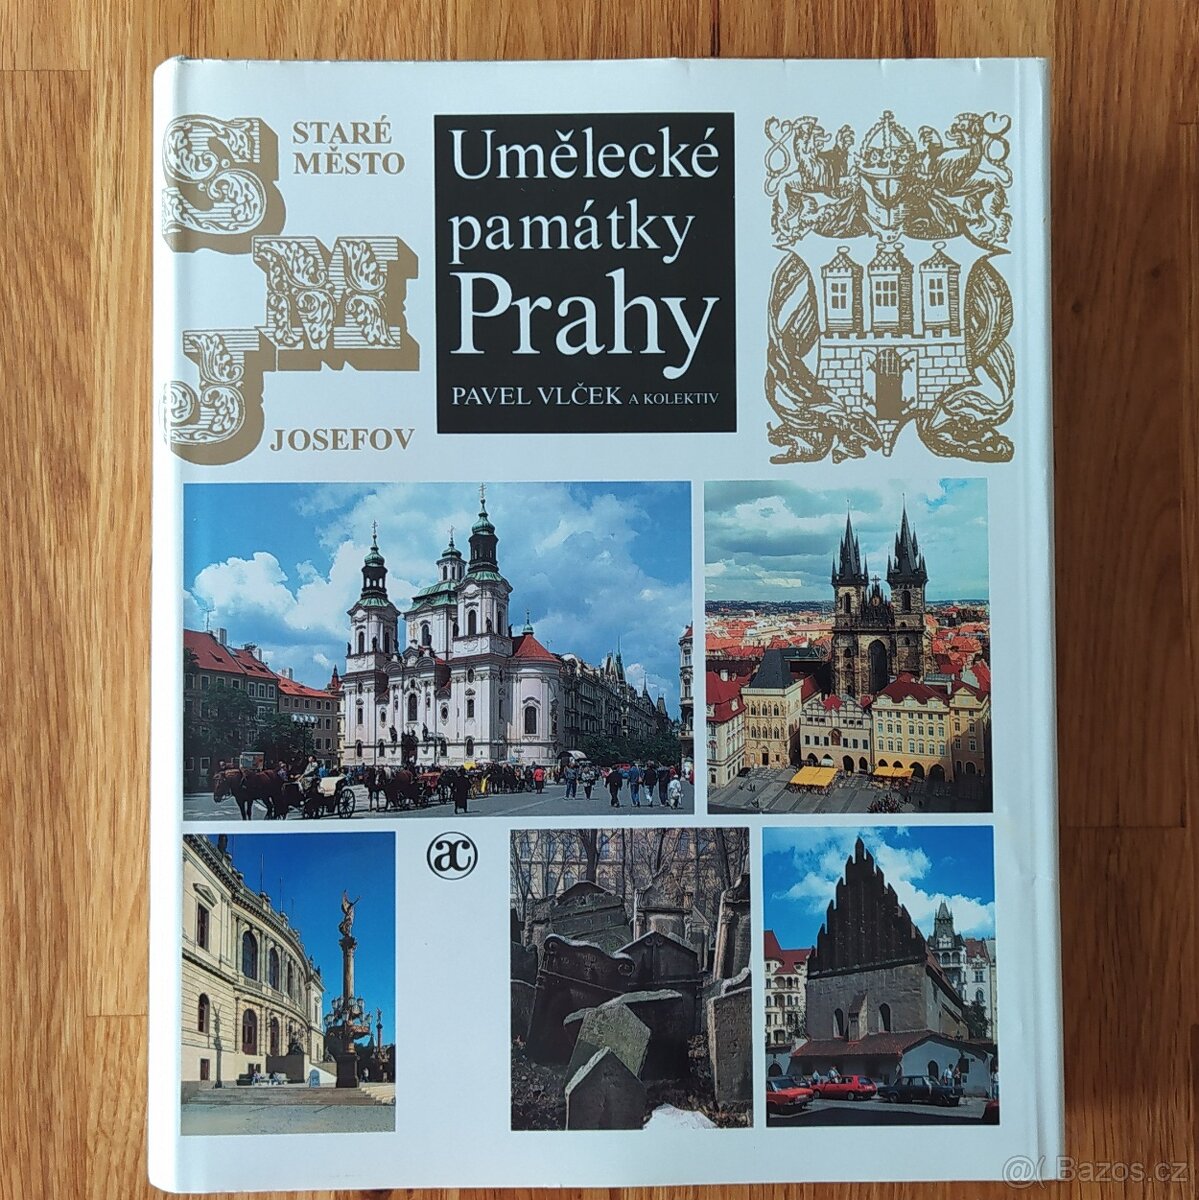 S
STARÉ
MĚSTO
M
J
JOSEFOV
Umělecké
památky
Prahy
PAVEL VLČEK A KOLEKTIV
ac
@( Bazos.cz